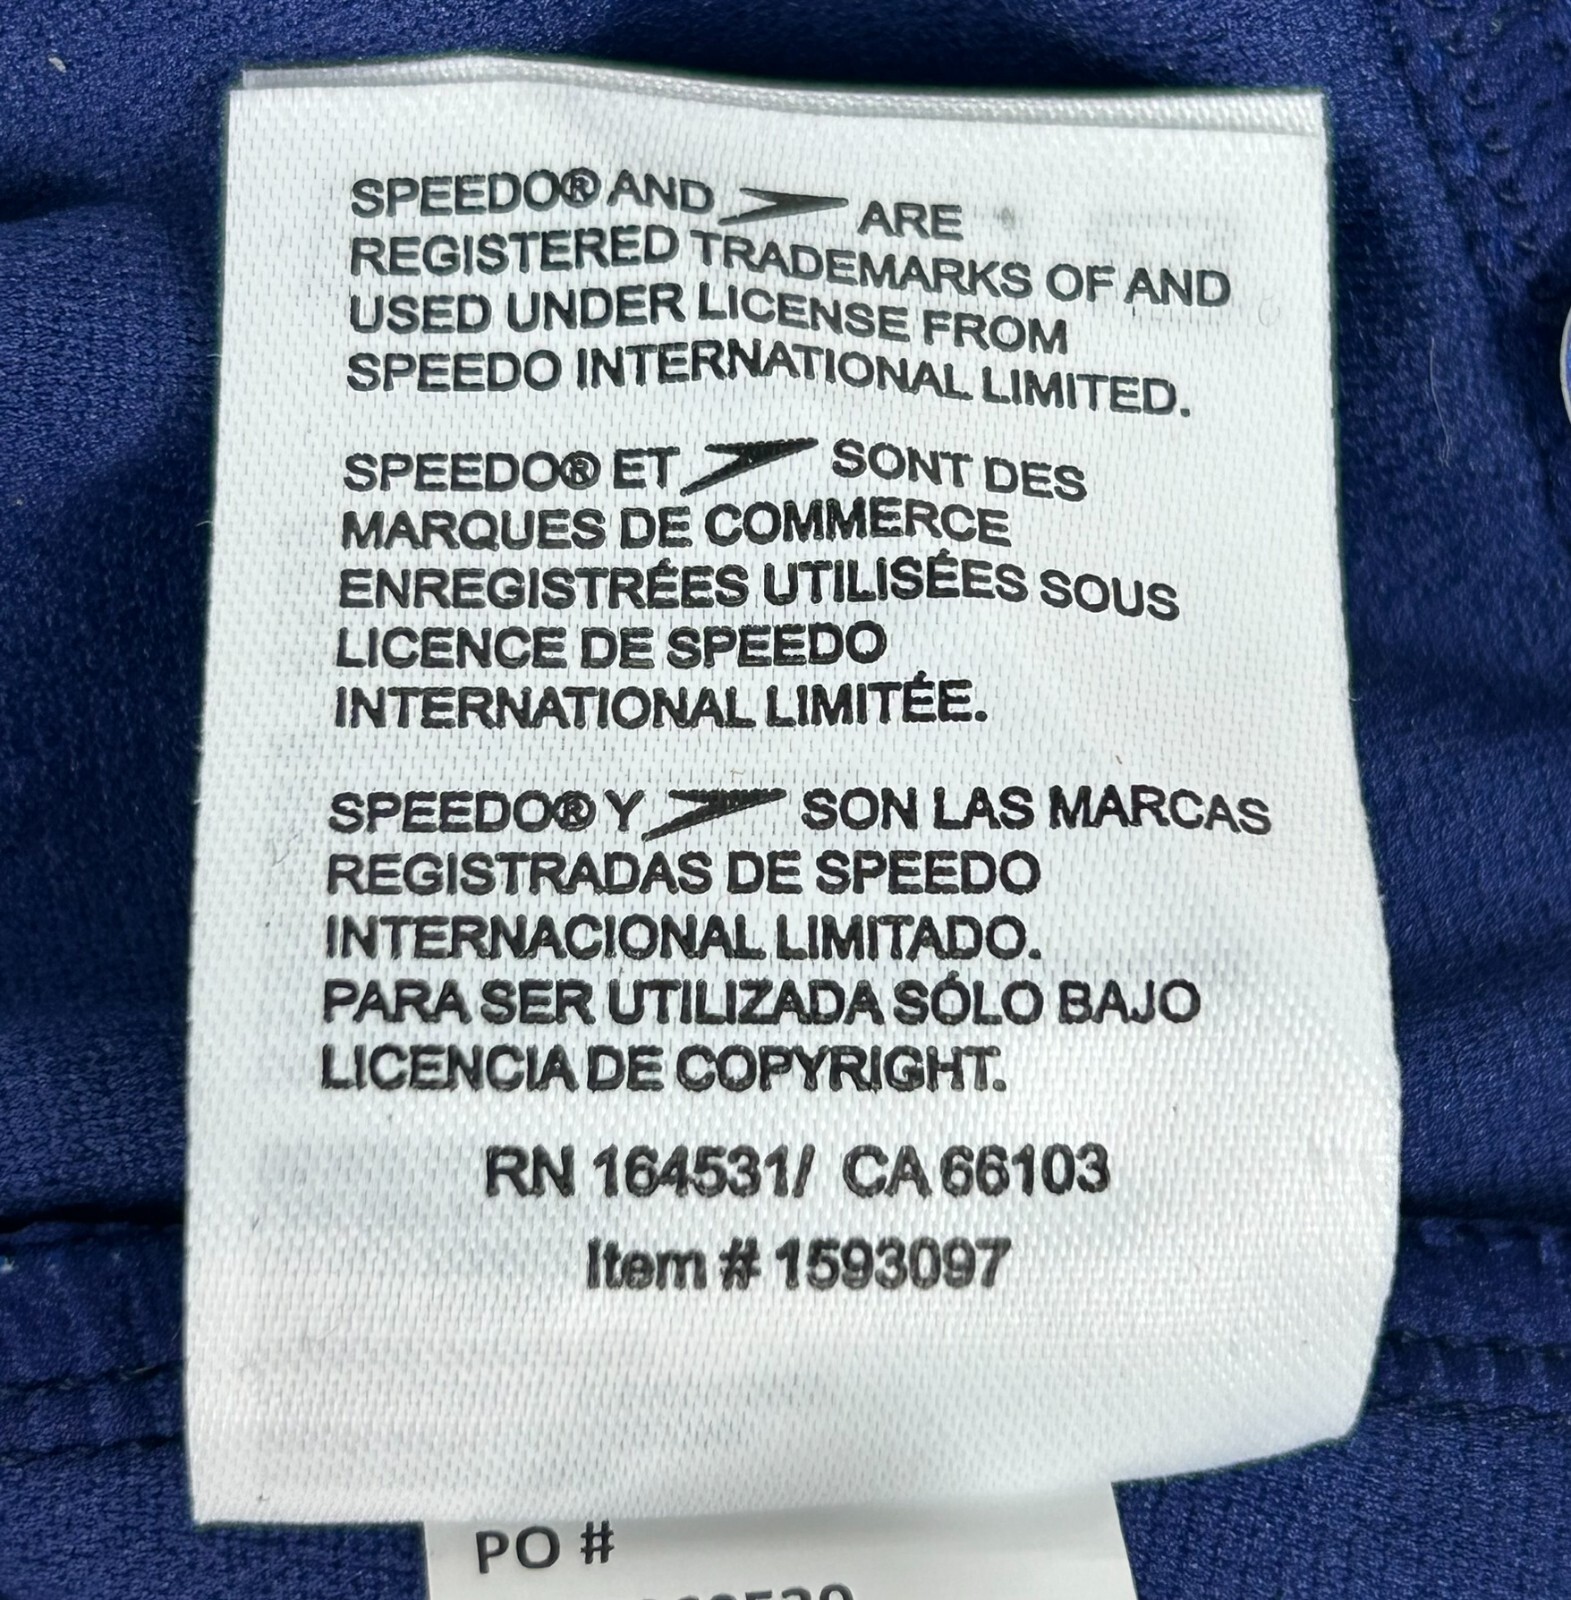 SPEEDO® AND ARE
REGISTERED TRADEMARKS OF AND
USED UNDER LICENSE FROM
SPEEDO INTERNATIONAL LIMITED.
SPEEDO® ET SONT DES
MARQUES DE COMMERCE
ENREGISTRÉES UTILISÉES SOUS
LICENCE DE SPEEDO
INTERNATIONAL LIMITÉE.
SPEEDO® Y SON LAS MARCAS
REGISTRADAS DE SPEEDO
INTERNACIONAL LIMITADO.
PARA SER UTILIZADA SÓLO BAJO
LICENCIA DE COPYRIGHT.
RN 164531/ CA 66103
Item # 1593097
PO #